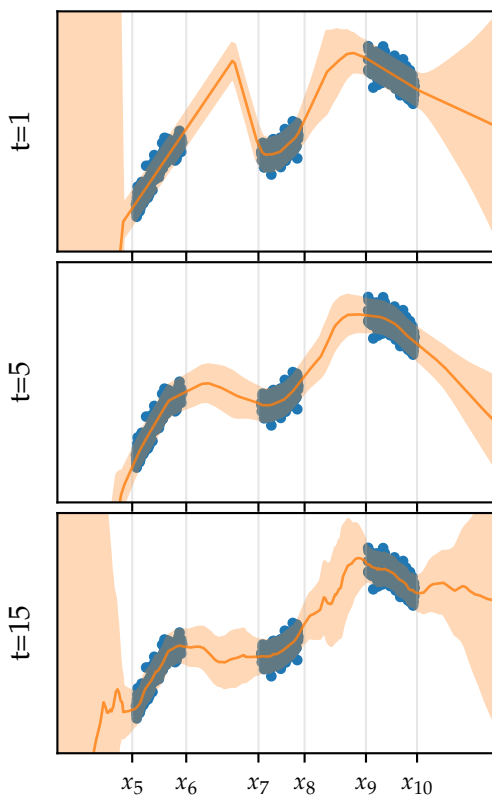 t=1
t=5
t=15
x₅ x₆ x₇ x₈ x₉ x₁₀